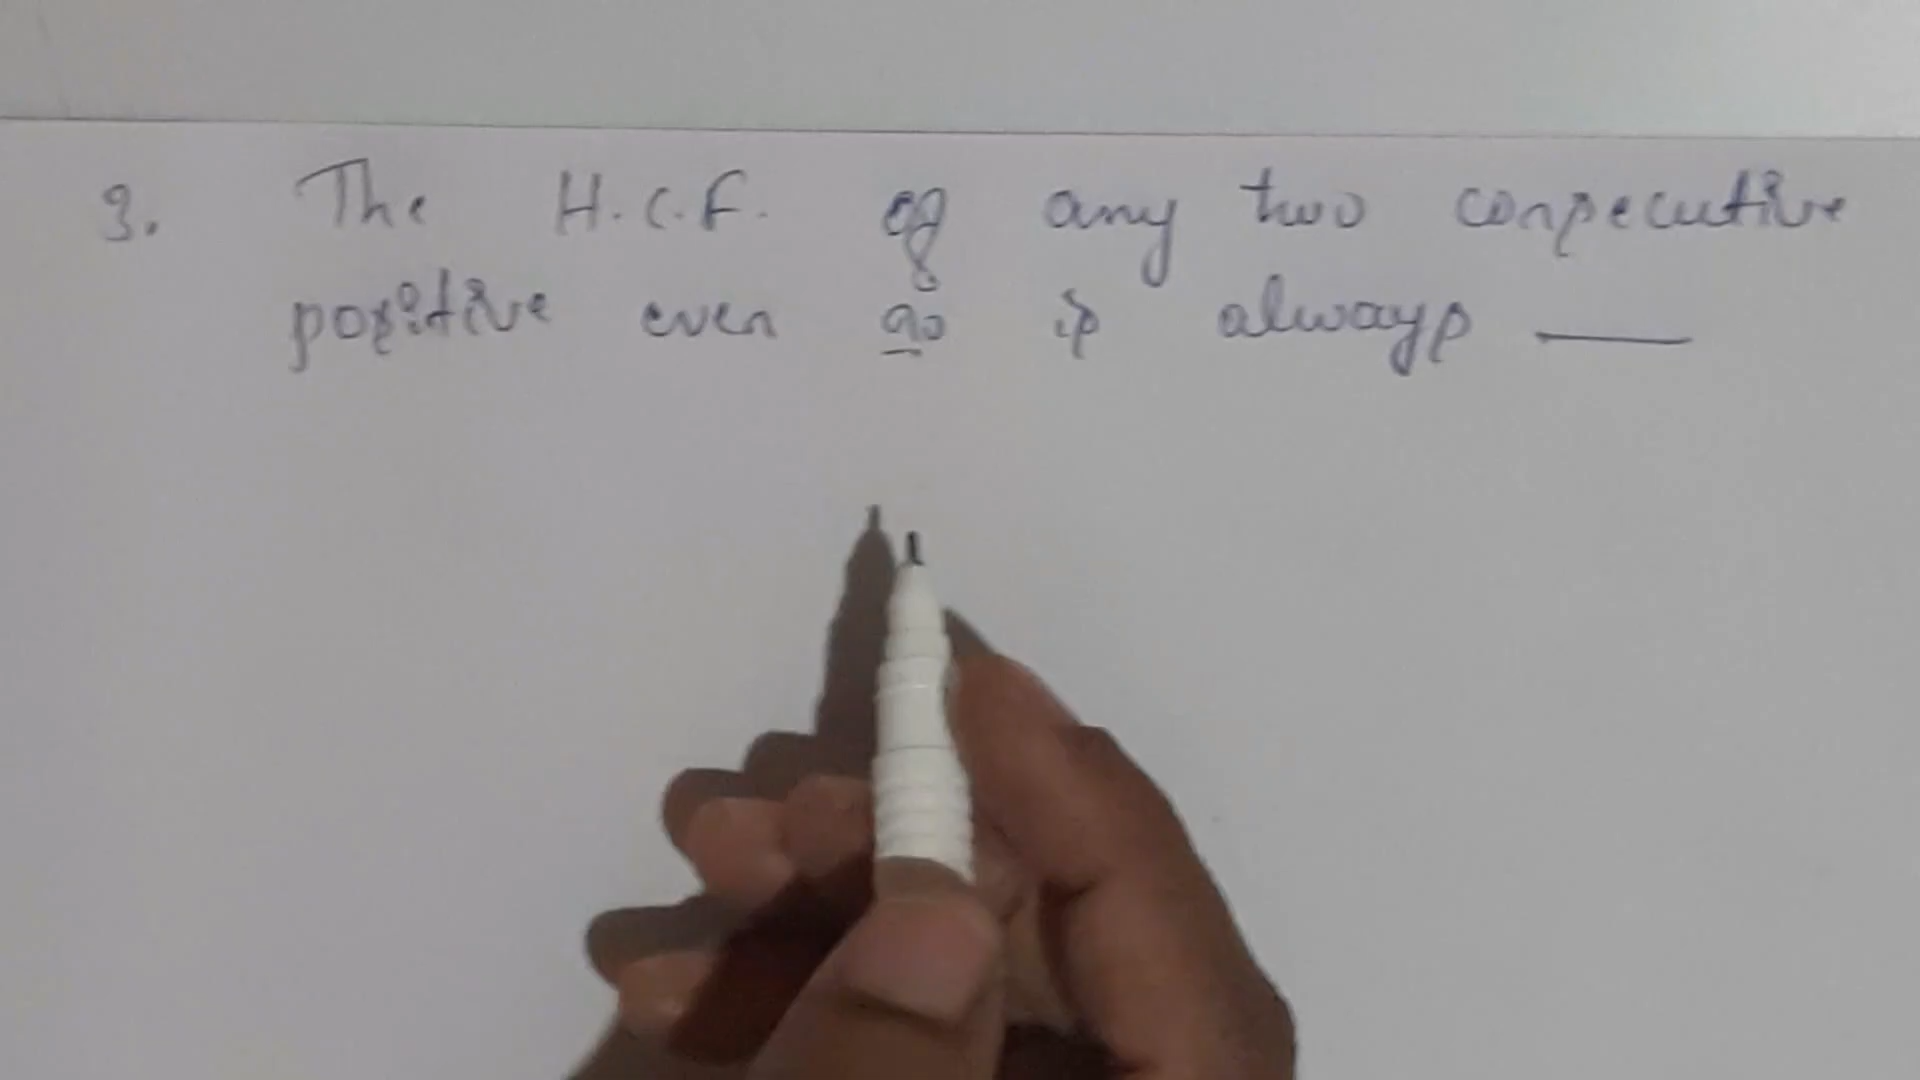 3. The H.C.F. of any two consecutive
positive even no is always ___